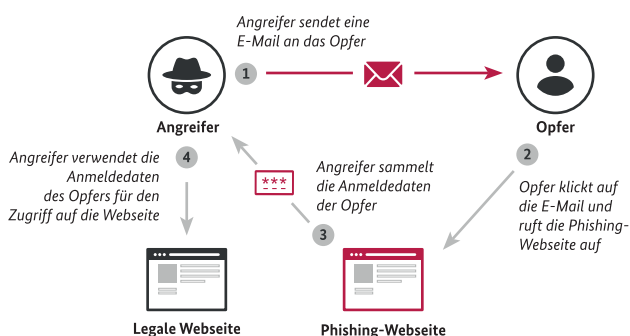 Angreifer sendet eine
E-Mail an das Opfer
1
Angreifer
Opfer
4
Angreifer verwendet die
Anmeldedaten
des Opfers für den
Zugriff auf die Webseite
***
Angreifer sammelt
die Anmeldedaten
der Opfer
3
2
Opfer klickt auf
die E-Mail und
ruft die Phishing-
Webseite auf
Legale Webseite
Phishing-Webseite